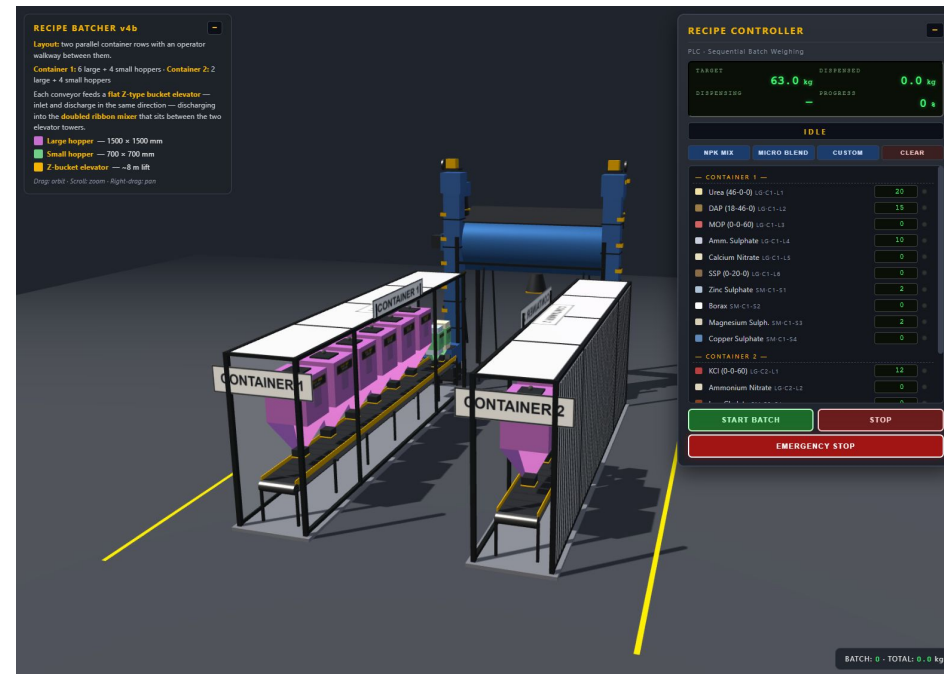 RECIPE BATCHER v4b
–
Layout: two parallel container rows with an operator
walkway between them.
Container 1: 6 large + 4 small hoppers · Container 2: 2
large + 4 small hoppers
Each conveyor feeds a flat Z-type bucket elevator —
inlet and discharge in the same direction — discharging
into the doubled ribbon mixer that sits between the two
elevator towers.
Large hopper — 1500 × 1500 mm
Small hopper — 700 × 700 mm
Z-bucket elevator — ~8 m lift
Drag: orbit · Scroll: zoom · Right-drag: pan
CONTAINER 1
CONTAINER 1
CONTAINER 2
RECIPE CONTROLLER
–
PLC - Sequential Batch Weighing
TARGET
63.0 kg
DISPENSED
0.0 kg
DISPENSING
—
PROGRESS
0 %
IDLE
NPK MIX
MICRO BLEND
CUSTOM
CLEAR
— CONTAINER 1 —
Urea (46-0-0) LG-C1-L1 20
DAP (18-46-0) LG-C1-L2 15
MOP (0-0-60) LG-C1-L3 0
Amm. Sulphate LG-C1-L4 10
Calcium Nitrate LG-C1-L5 0
SSP (0-20-0) LG-C1-L6 0
Zinc Sulphate SM-C1-S1 2
Borax SM-C1-S2 0
Magnesium Sulph. SM-C1-S3 2
Copper Sulphate SM-C1-S4 0
— CONTAINER 2 —
KCl (0-0-60) LG-C2-L1 12
Ammonium Nitrate LG-C2-L2 0
START BATCH
STOP
EMERGENCY STOP
BATCH: 0 - TOTAL: 0.0 kg